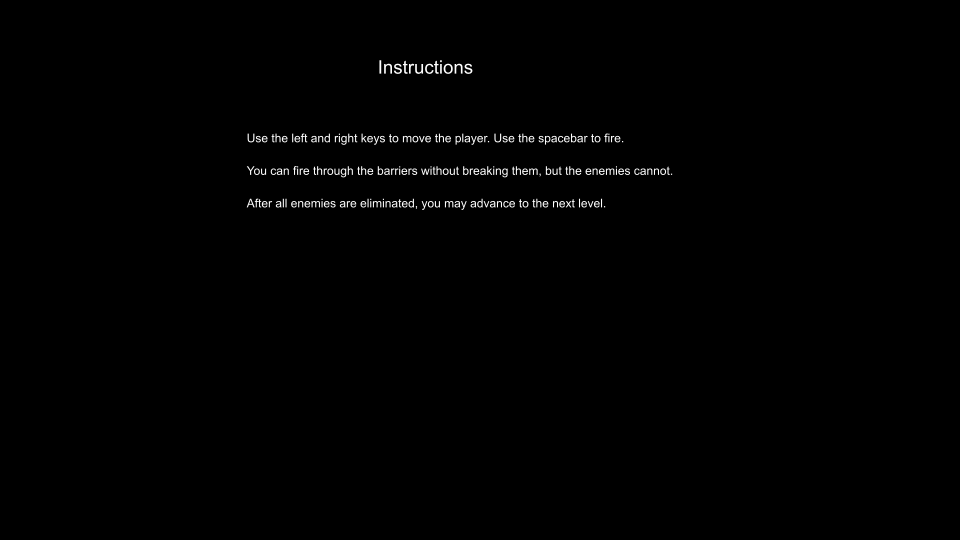 Instructions
Use the left and right keys to move the player. Use the spacebar to fire.
You can fire through the barriers without breaking them, but the enemies cannot.
After all enemies are eliminated, you may advance to the next level.